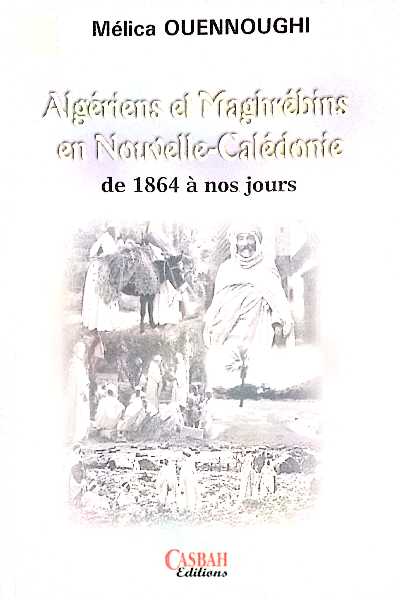 Mélica OUENNOUGHI
Algériens et Maghrébins
en Nouvelle-Calédonie
de 1864 à nos jours
CASBAH
Editions